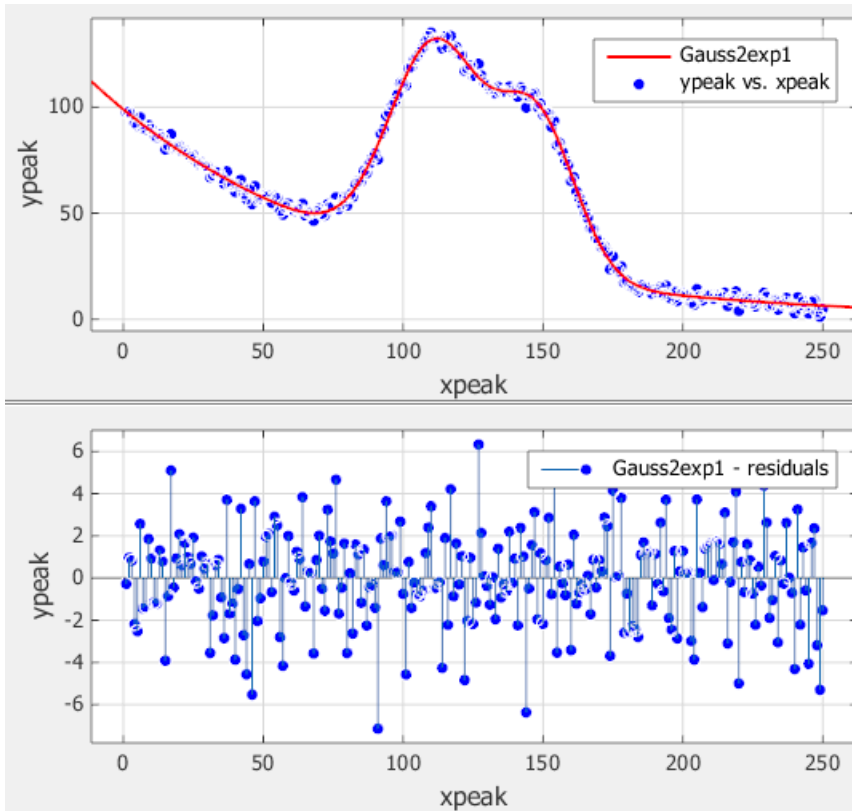 Gauss2exp1
ypeak vs. xpeak
ypeak
100
50
0
0 50 100 150 200 250
xpeak
Gauss2exp1 - residuals
ypeak
6
4
2
0
-2
-4
-6
0 50 100 150 200 250
xpeak